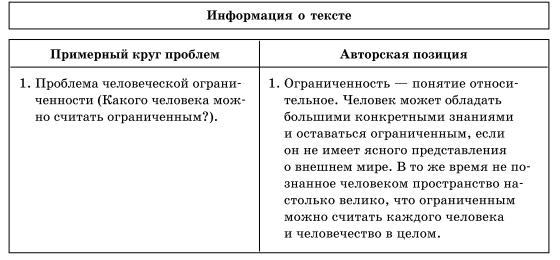 Информация о тексте
Примерный круг проблем
Авторская позиция
1. Проблема человеческой ограни-
ченности (Какого человека мож-
но считать ограниченным?).
1. Ограниченность — понятие относи-
тельное. Человек может обладать
большими конкретными знаниями
и оставаться ограниченным, если
он не имеет ясного представления
о внешнем мире. В то же время не по-
знанное человеком пространство на-
столько велико, что ограниченным
можно считать каждого человека
и человечество в целом.